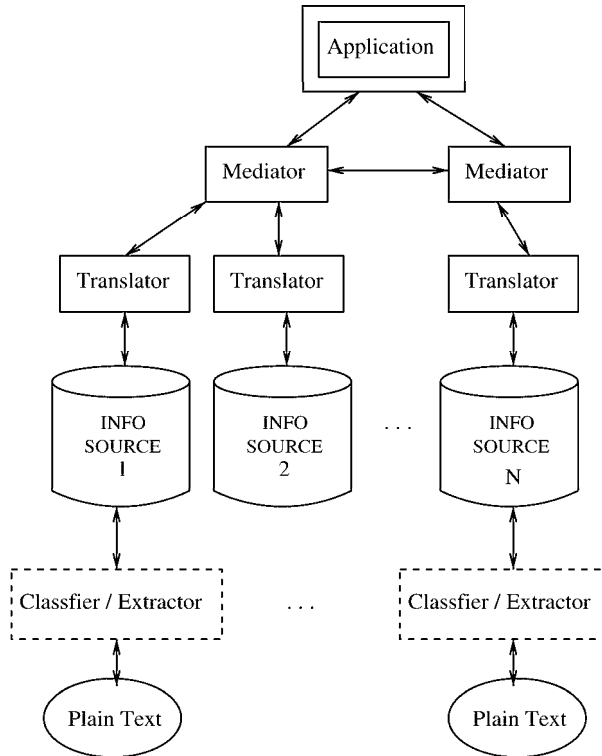 Application
Mediator
Mediator
Translator
Translator
Translator
INFO
SOURCE
1
INFO
SOURCE
2
. . .
INFO
SOURCE
N
Classfier / Extractor
. . .
Classfier / Extractor
Plain Text
Plain Text